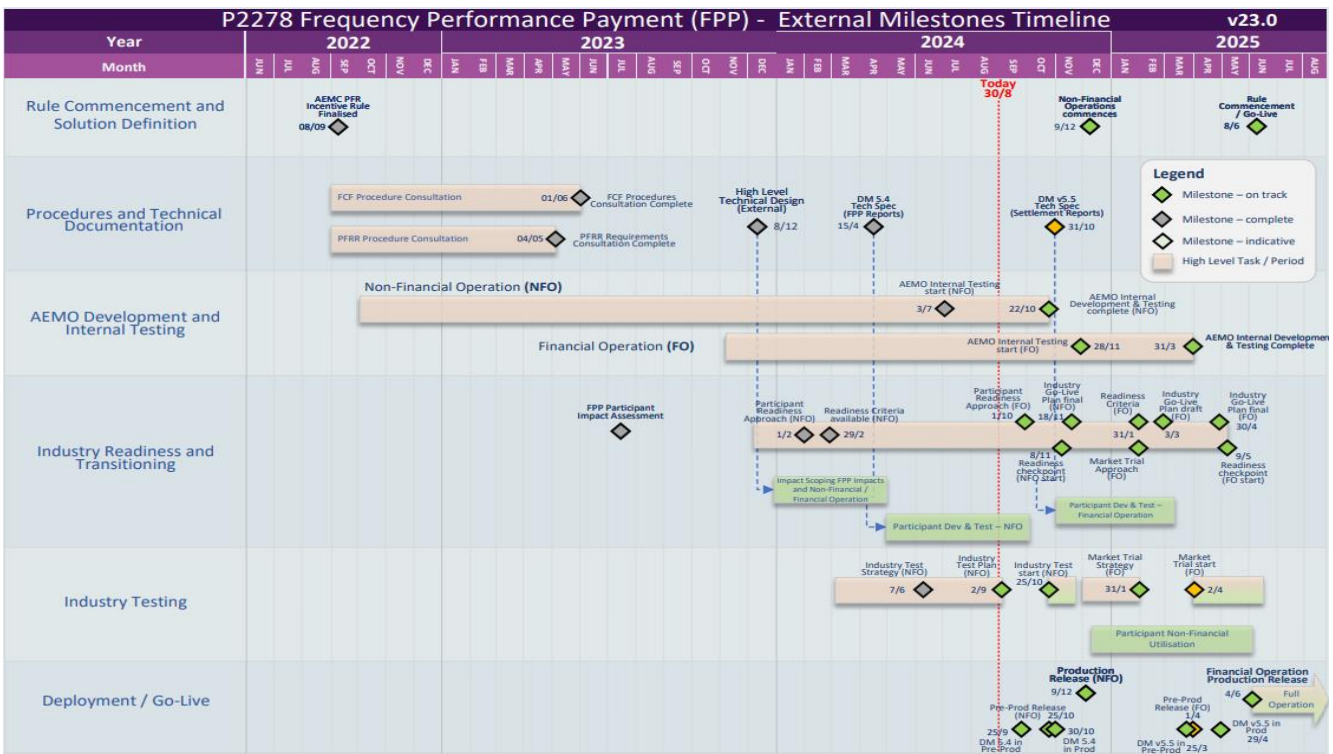 P2278 Frequency Performance Payment (FPP) - External Milestones Timeline v23.0
Year 2022 2023 2024 2025
Month JUN JUL AUG SEP OCT NOV DEC JAN FEB MAR APR MAY JUN JUL AUG SEP OCT NOV DEC JAN FEB MAR APR MAY JUN JUL AUG SEP OCT NOV DEC JAN FEB MAR APR MAY JUN JUL AUG
Today
30/8
Rule Commencement and
Solution Definition
AEMC PFR
Incentive Rule
Finalised
08/09
Non-Financial
Operations
commences
9/12
Rule
Commencement
/ Go-Live
8/6
Procedures and Technical
Documentation
FCF Procedure Consultation
01/06
FCF Procedures
Consultation Complete
PFRR Procedure Consultation
04/05
PFRR Requirements
Consultation Complete
High Level
Technical Design
(External)
8/12
DM 5.4
Tech Spec
(FPP Reports)
15/4
DM v5.5
Tech Spec
(Settlement Reports)
31/10
Legend
Milestone – on track
Milestone – complete
Milestone – indicative
High Level Task / Period
AEMO Development and
Internal Testing
Non-Financial Operation (NFO)
AEMO Internal Testing
start (NFO)
3/7
22/10
AEMO Internal
Development & Testing
complete (NFO)
Financial Operation (FO)
AEMO Internal Testing
start (FO)
28/11
31/3
AEMO Internal Development
& Testing Complete
Industry Readiness and
Transitioning
FPP Participant
Impact Assessment
Participant
Readiness
Approach (NFO)
1/2
Readiness Criteria
available (NFO)
29/2
Participant
Readiness
Approach (FO)
1/10
Industry
Go-Live
Plan final
(NFO)
18/11
Readiness
Criteria
(FO)
31/1
Industry
Go-Live
Plan draft
(FO)
3/3
Industry
Go-Live
Plan final
(FO)
30/4
8/11
Readiness
checkpoint
(NFO start)
Market Trial
Approach
(FO)
9/5
Readiness
checkpoint
(FO start)
Impact Scoping FPP Impacts
and Non-Financial /
Financial Operation
Participant Dev & Test – NFO
Participant Dev & Test –
Financial Operation
Industry Testing
Industry Test
Strategy (NFO)
7/6
Industry
Test Plan
(NFO)
2/9
Industry Test
start (NFO)
25/10
Market Trial
Strategy
(FO)
31/1
Market
Trial start
(FO)
2/4
Participant Non-Financial
Utilisation
Deployment / Go-Live
Production
Release (NFO)
9/12
Pre-Prod Release
(NFO)
25/10
25/9
DM 5.4 in
Pre-Prod
30/10
DM 5.4
in Prod
Financial Operation
Production Release
4/6
Full
Operation
Pre-Prod
Release (FO)
1/4
DM v5.5 in
Pre-Prod
25/3
DM v5.5 in
Prod
29/4